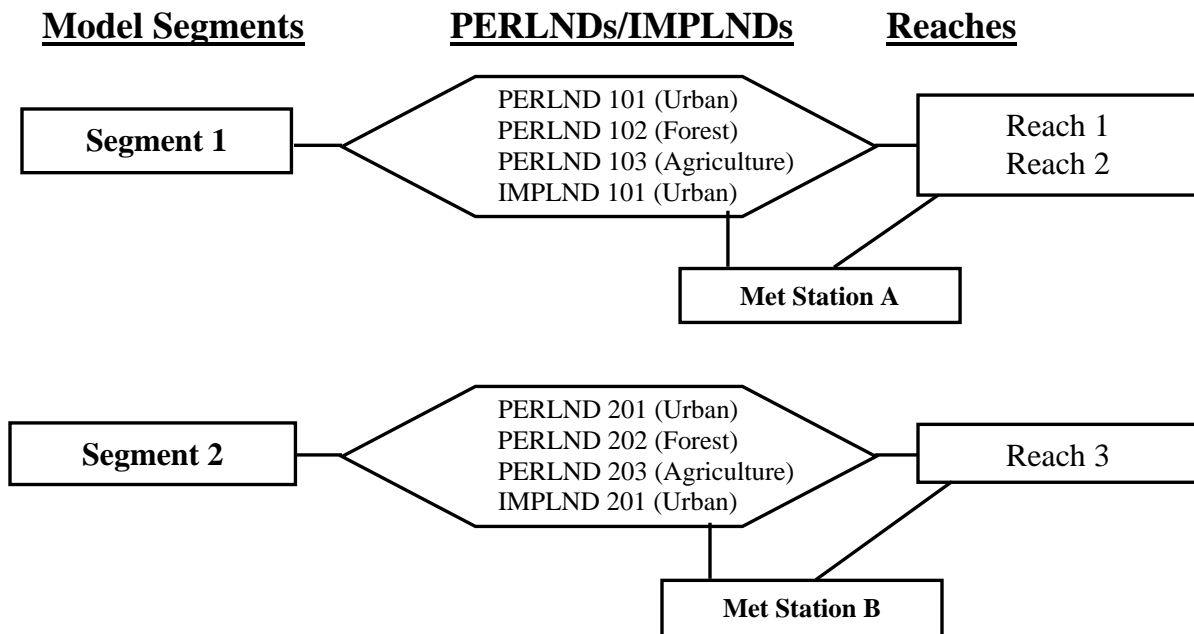 Model Segments
PERLNDs/IMPLNDs
Reaches
Segment 1
PERLND 101 (Urban)
PERLND 102 (Forest)
PERLND 103 (Agriculture)
IMPLND 101 (Urban)
Reach 1
Reach 2
Met Station A
Segment 2
PERLND 201 (Urban)
PERLND 202 (Forest)
PERLND 203 (Agriculture)
IMPLND 201 (Urban)
Reach 3
Met Station B